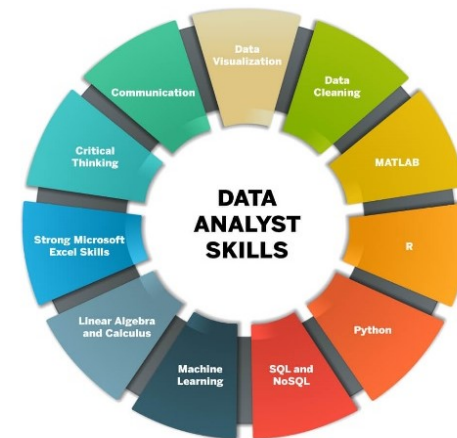 Data
Visualization
Data
Cleaning
MATLAB
R
Python
SQL and
NoSQL
Machine
Learning
Linear Algebra
and Calculus
Strong Microsoft
Excel Skills
Critical
Thinking
Communication
DATA
ANALYST
SKILLS